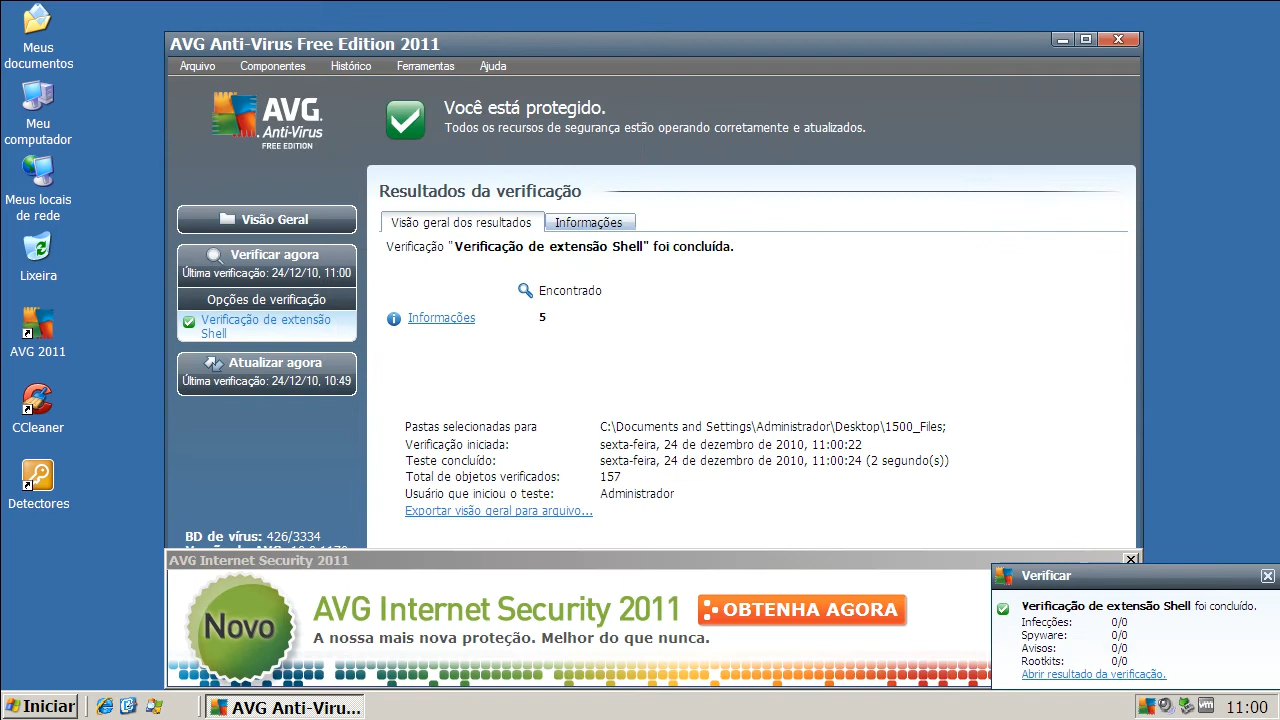 Meus
documentos
Meu
computador
Meus locais
de rede
Lixeira
AVG 2011
CCleaner
Detectores
AVG Anti-Virus Free Edition 2011
Arquivo Componentes Histórico Ferramentas Ajuda
AVG.
Anti-Virus
FREE EDITION
Você está protegido.
Todos os recursos de segurança estão operando corretamente e atualizados.
Visão Geral
Verificar agora
Última verificação: 24/12/10, 11:00
Opções de verificação
Verificação de extensão
Shell
Atualizar agora
Última verificação: 24/12/10, 10:49
BD de vírus: 426/3334
Resultados da verificação
Visão geral dos resultados Informações
Verificação "Verificação de extensão Shell" foi concluída.
Encontrado
Informações 5
Pastas selecionadas para C:\Documents and Settings\Administrador\Desktop\1500_Files;
Verificação iniciada: sexta-feira, 24 de dezembro de 2010, 11:00:22
Teste concluído: sexta-feira, 24 de dezembro de 2010, 11:00:24 (2 segundo(s))
Total de objetos verificados: 157
Usuário que iniciou o teste: Administrador
Exportar visão geral para arquivo...
AVG Internet Security 2011
Novo
AVG Internet Security 2011
OBTENHA AGORA
A nossa mais nova proteção. Melhor do que nunca.
Verificar
Verificação de extensão Shell foi concluído.
Infecções: 0/0
Spyware: 0/0
Avisos: 0/0
Rootkits: 0/0
Abrir resultado da verificação.
Iniciar
AVG Anti-Viru...
11:00